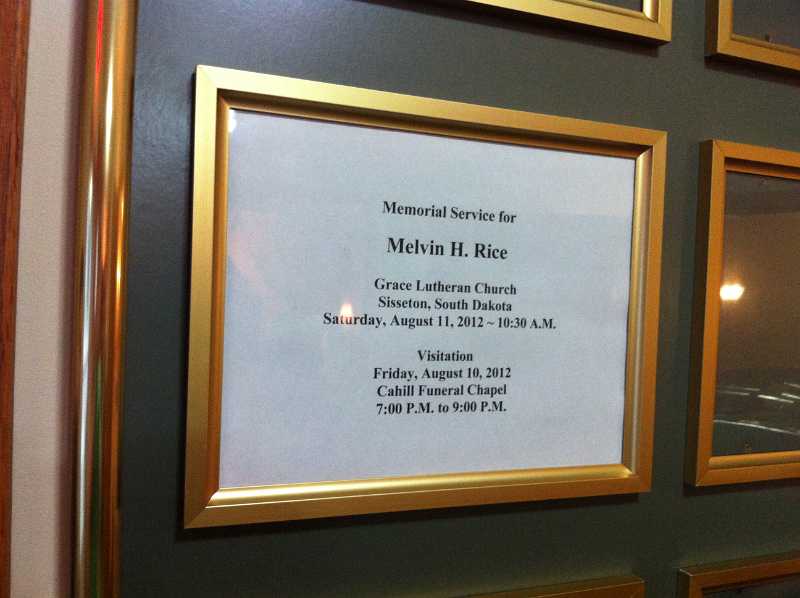 Memorial Service for
Melvin H. Rice
Grace Lutheran Church
Sisseton, South Dakota
Saturday, August 11, 2012 ~ 10:30 A.M.
Visitation
Friday, August 10, 2012
Cahill Funeral Chapel
7:00 P.M. to 9:00 P.M.